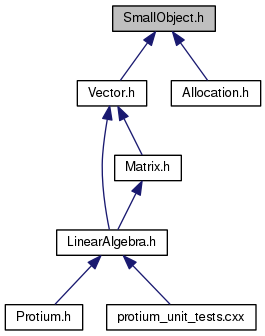 SmallObject.h
Vector.h
Allocation.h
Matrix.h
LinearAlgebra.h
Protium.h
protium_unit_tests.cxx